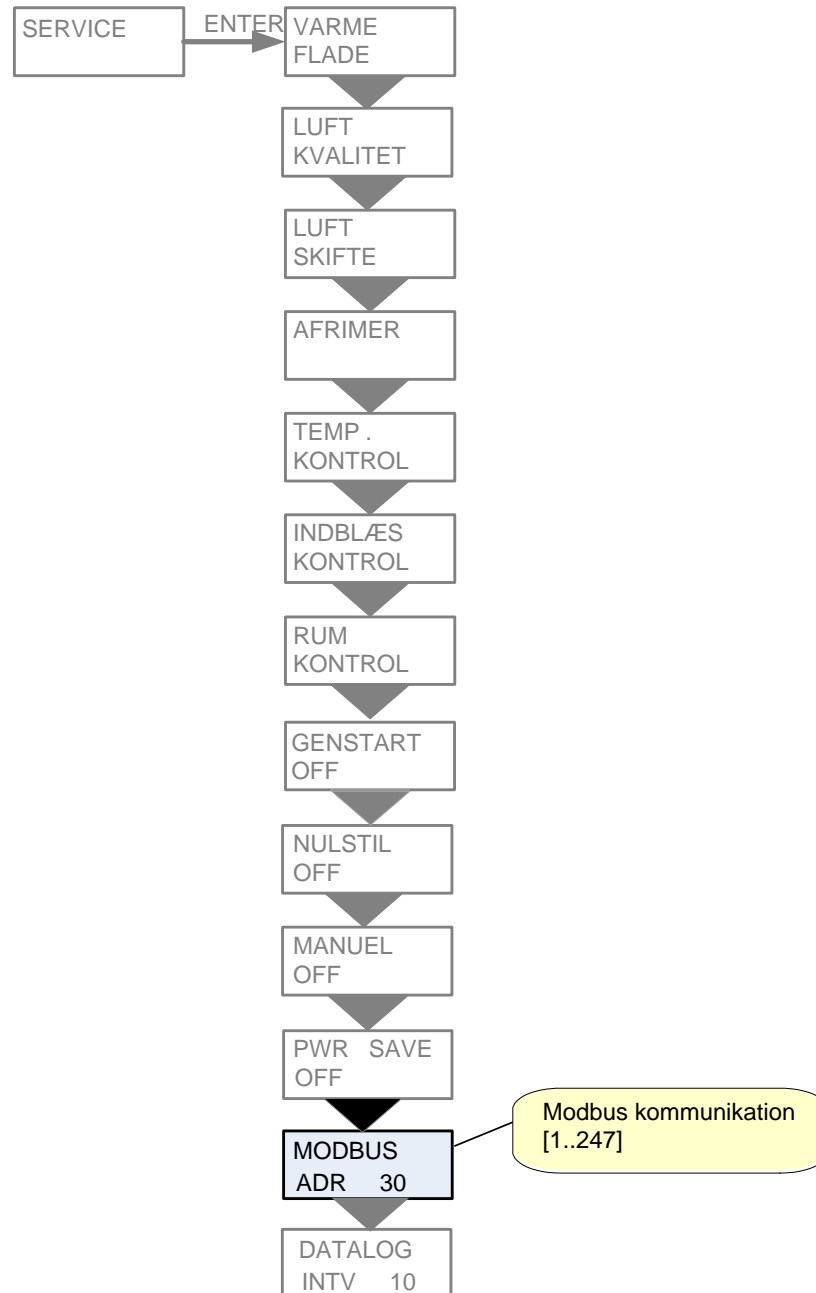 SERVICE
ENTER
VARME
FLADE
LUFT
KVALITET
LUFT
SKIFTE
AFRIMER
TEMP .
KONTROL
INDBLÆS
KONTROL
RUM
KONTROL
GENSTART
OFF
NULSTIL
OFF
MANUEL
OFF
PWR SAVE
OFF
MODBUS
ADR 30
Modbus kommunikation
[1..247]
DATALOG
INTV 10